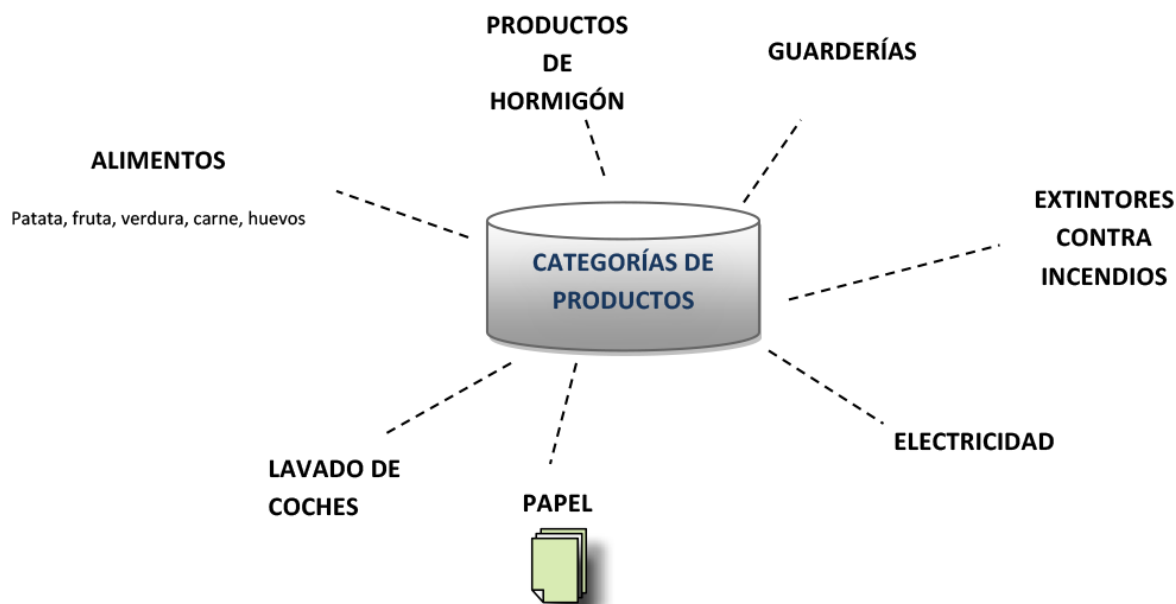 PRODUCTOS
DE
HORMIGÓN
GUARDERÍAS
ALIMENTOS
Patata, fruta, verdura, carne, huevos
EXTINTORES
CONTRA
INCENDIOS
CATEGORÍAS DE
PRODUCTOS
ELECTRICIDAD
LAVADO DE
COCHES
PAPEL